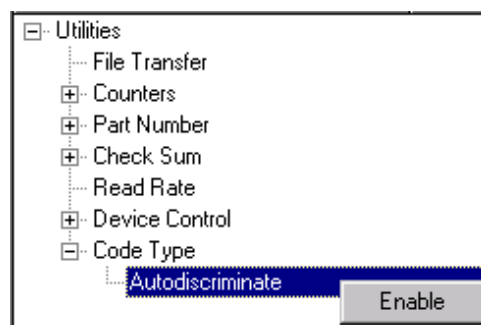 Utilities
File Transfer
Counters
Part Number
Check Sum
Read Rate
Device Control
Code Type
Autodiscriminate
Enable